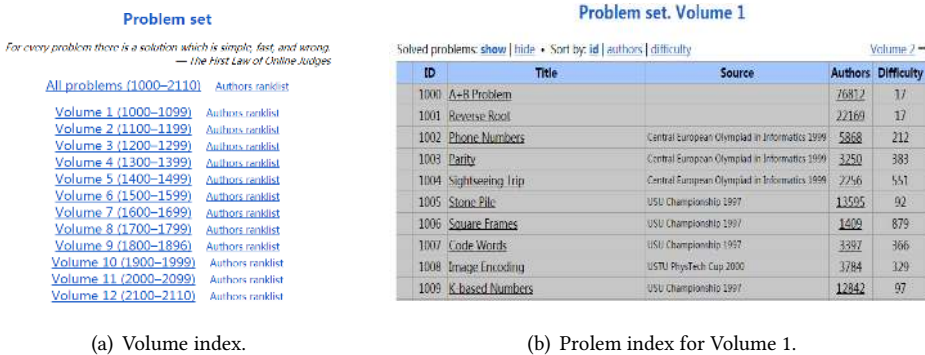 Problem set
For every problem there is a solution which is simple, fast, and wrong.
— The First Law of Online Judges
All problems (1000–2110) Authors ranklist
Volume 1 (1000–1099) Authors ranklist
Volume 2 (1100–1199) Authors ranklist
Volume 3 (1200–1299) Authors ranklist
Volume 4 (1300–1399) Authors ranklist
Volume 5 (1400–1499) Authors ranklist
Volume 6 (1500–1599) Authors ranklist
Volume 7 (1600–1699) Authors ranklist
Volume 8 (1700–1799) Authors ranklist
Volume 9 (1800–1896) Authors ranklist
Volume 10 (1900–1999) Authors ranklist
Volume 11 (2000–2099) Authors ranklist
Volume 12 (2100–2110) Authors ranklist
(a) Volume index.
Problem set. Volume 1
Solved problems: show | hide • Sort by: id | authors | difficulty Volume 2 →
ID Title Source Authors Difficulty
1000 A+B Problem 76812 17
1001 Reverse Root 22169 17
1002 Phone Numbers Central European Olympiad in Informatics 1999 5868 212
1003 Parity Central European Olympiad in Informatics 1999 3250 383
1004 Sightseeing Trip Central European Olympiad in Informatics 1999 2256 551
1005 Stone Pile USU Championship 1997 13595 92
1006 Square Frames USU Championship 1997 1409 879
1007 Code Words USU Championship 1997 3397 366
1008 Image Encoding USTU PhysTech Cup 2000 3784 329
1009 K-based Numbers USU Championship 1997 12842 97
(b) Prolem index for Volume 1.